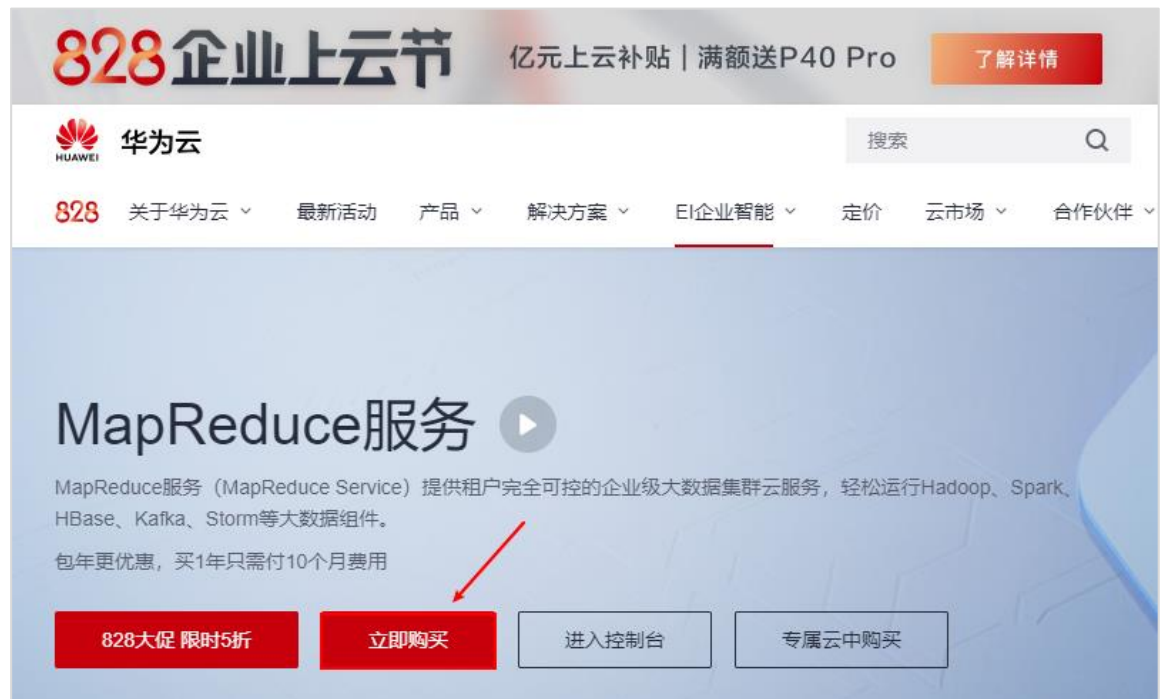 828企业上云节 亿元上云补贴|满额送P40 Pro 了解详情
HUAWEI 华为云 搜索
828 关于华为云 最新活动 产品 解决方案 EI企业智能 定价 云市场 合作伙伴
MapReduce服务
MapReduce服务（MapReduce Service）提供租户完全可控的企业级大数据集群云服务，轻松运行Hadoop、Spark、
HBase、Kafka、Storm等大数据组件。
包年更优惠，买1年只需付10个月费用
828大促 限时5折 立即购买 进入控制台 专属云中购买